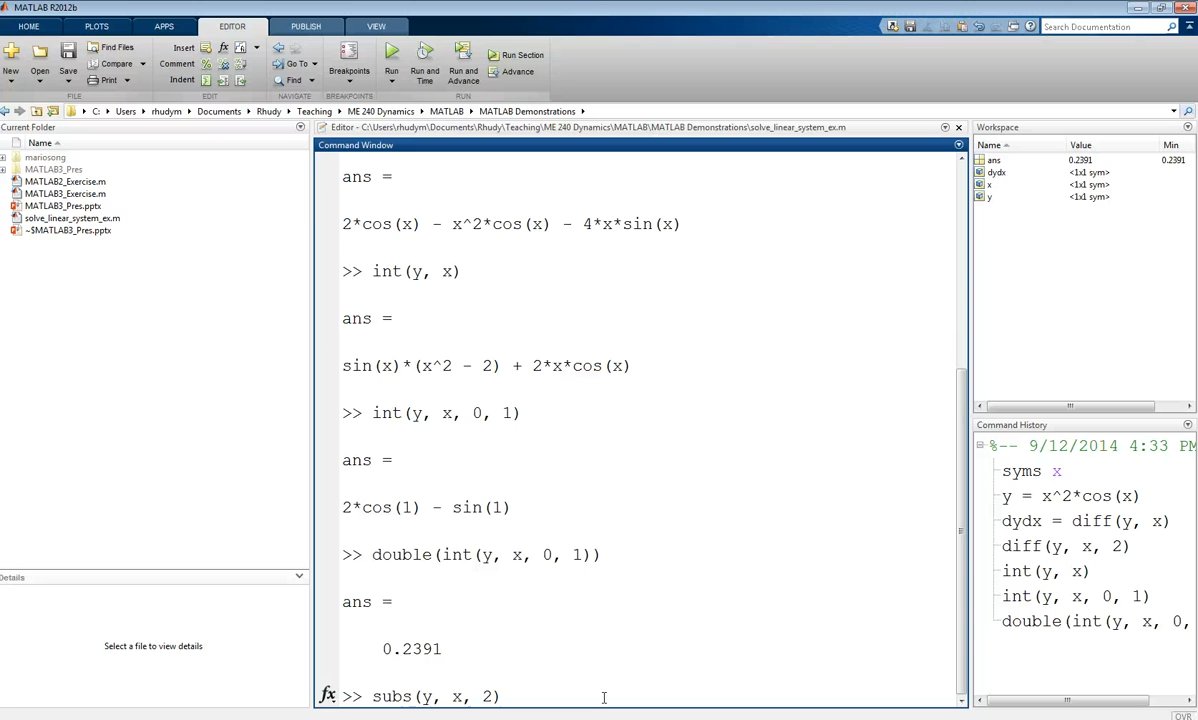 MATLAB R2012b
HOME PLOTS APPS EDITOR PUBLISH VIEW Search Documentation
New Open Save Find Files Compare Print Insert Comment Indent fx Go To Find Breakpoints Run Run and Time Run and Advance Run Section Advance
FILE EDIT NAVIGATE BREAKPOINTS RUN
C: Users rhudym Documents Rhudy Teaching ME 240 Dynamics MATLAB MATLAB Demonstrations
Current Folder
Name
mariosong
MATLAB3_Pres
MATLAB2_Exercise.m
MATLAB3_Exercise.m
MATLAB3_Pres.pptx
solve_linear_system_ex.m
~$MATLAB3_Pres.pptx
Details
Select a file to view details
Editor - C:\Users\rhudym\Documents\Rhudy\Teaching\ME 240 Dynamics\MATLAB\MATLAB Demonstrations\solve_linear_system_ex.m
Command Window
ans =
2*cos(x) - x^2*cos(x) - 4*x*sin(x)
>> int(y, x)
ans =
sin(x)*(x^2 - 2) + 2*x*cos(x)
>> int(y, x, 0, 1)
ans =
2*cos(1) - sin(1)
>> double(int(y, x, 0, 1))
ans =
0.2391
fx >> subs(y, x, 2)
Workspace
Name Value Min
ans 0.2391 0.2391
dydx <1x1 sym>
x <1x1 sym>
y <1x1 sym>
Command History
%-- 9/12/2014 4:33 PM
syms x
y = x^2*cos(x)
dydx = diff(y, x)
diff(y, x, 2)
int(y, x)
int(y, x, 0, 1)
double(int(y, x, 0,
OVR